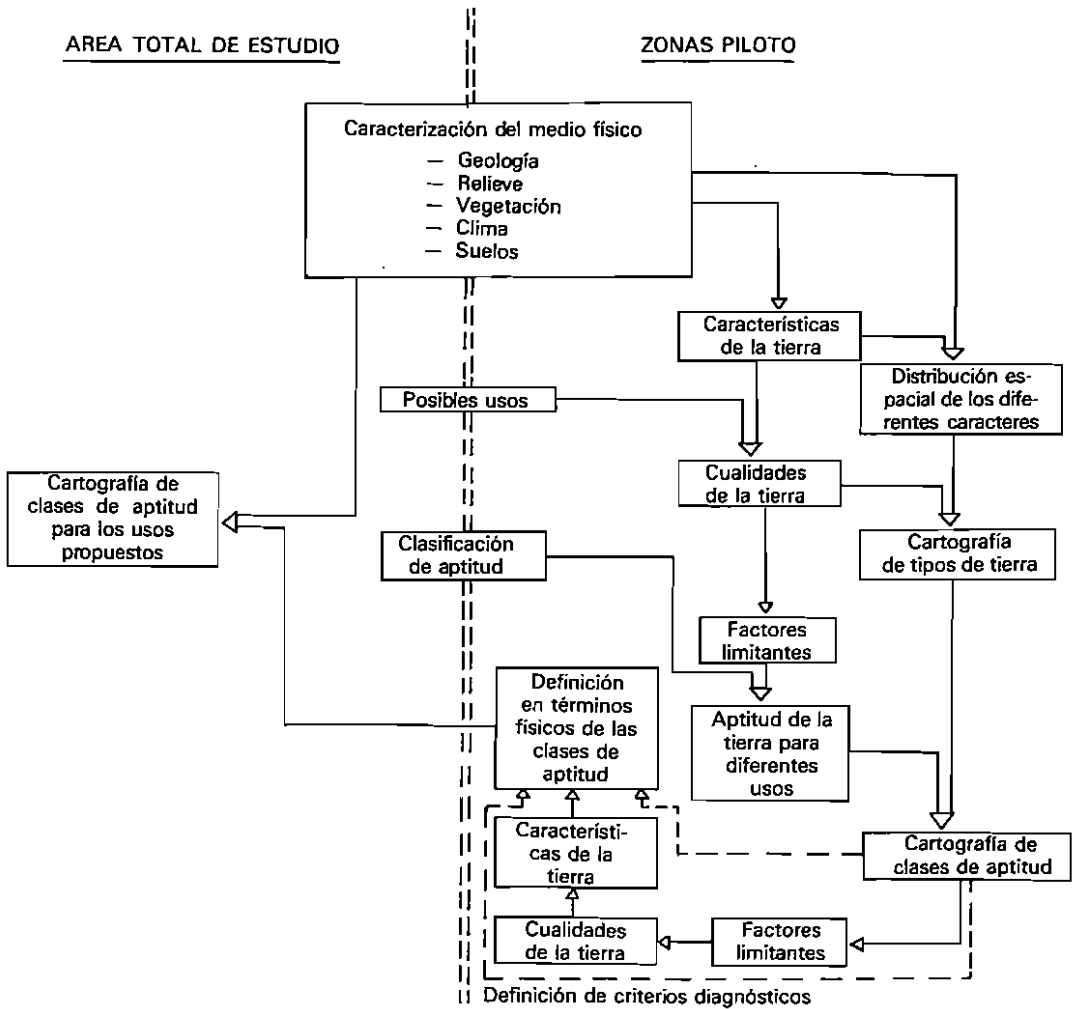 AREA TOTAL DE ESTUDIO
ZONAS PILOTO
Caracterización del medio físico
— Geología
— Relieve
— Vegetación
— Clima
— Suelos
Características
de la tierra
Distribución es-
pacial de los dife-
rentes caracteres
Posibles usos
Cualidades
de la tierra
Cartografía de
clases de aptitud
para los usos
propuestos
Clasificación
de aptitud
Cartografía
de tipos de tierra
Factores
limitantes
Definición
en términos
físicos de las
clases de
aptitud
Aptitud de la
tierra para
diferentes
usos
Característi-
cas de la
tierra
Cartografía de
clases de aptitud
Cualidades
de la tierra
Factores
limitantes
Definición de criterios diagnósticos